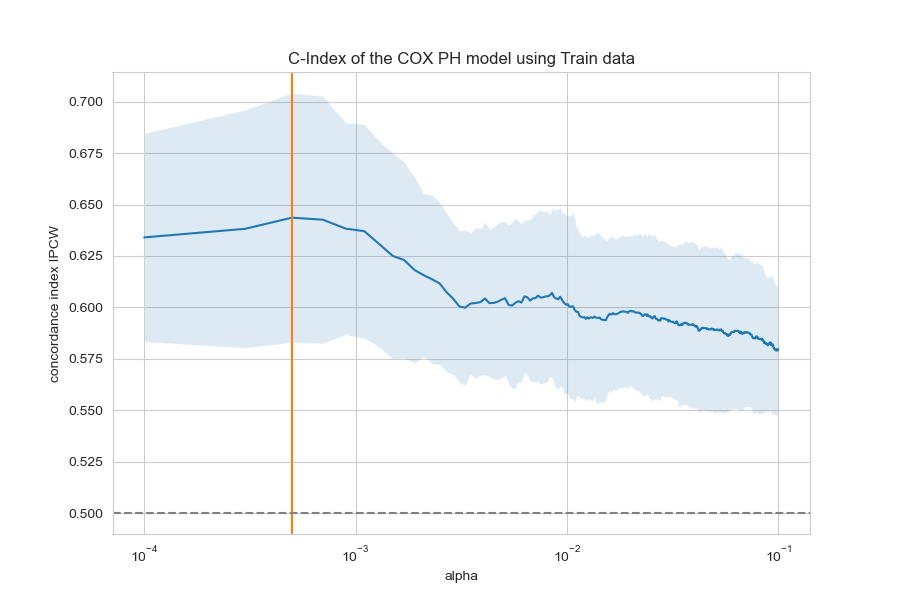 C-Index of the COX PH model using Train data
concordance index IPCW
0.700
0.675
0.650
0.625
0.600
0.575
0.550
0.525
0.500
10⁻⁴ 10⁻³ 10⁻² 10⁻¹
alpha